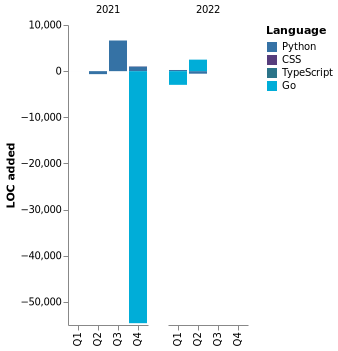 2021 2022
Language
Python
CSS
TypeScript
Go
LOC added
10,000
0
−10,000
−20,000
−30,000
−40,000
−50,000
Q1 Q2 Q3 Q4 Q1 Q2 Q3 Q4